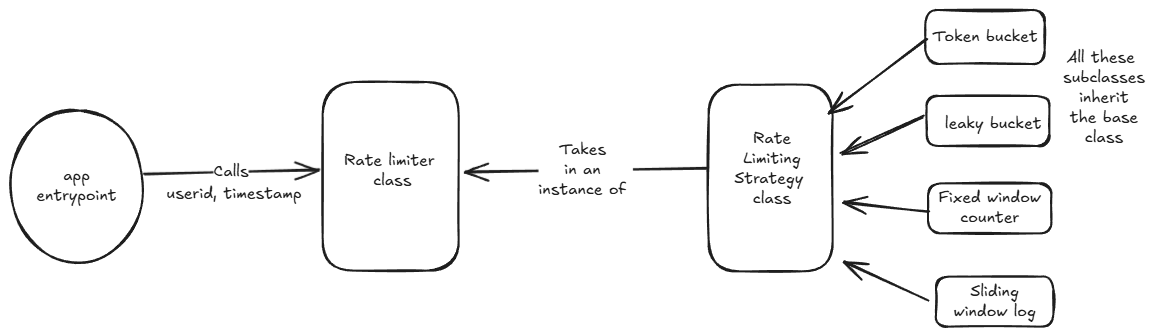 app
entrypoint
Calls
userid, timestamp
Rate limiter
class
Takes
in an
instance of
Rate
Limiting
Strategy
class
Token bucket
leaky bucket
Fixed window
counter
Sliding
window log
All these
subclasses
inherit
the base
class